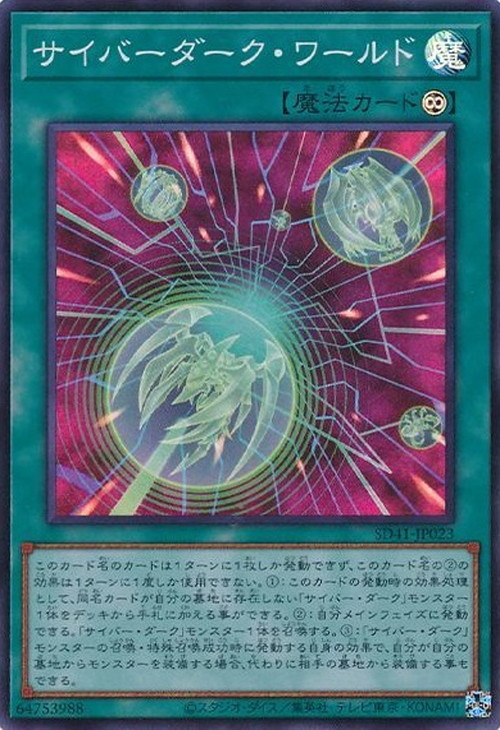 サイバーダーク・ワールド 魔
【魔法カード】
SD41-JP023
このカード名のカードは1ターンに1枚しか発動できず、このカード名の②の
効果は1ターンに1度しか使用できない。①:このカードの発動時の効果処理
として、同名カードが自分の墓地に存在しない「サイバー・ダーク」モンスター
1体をデッキから手札に加える事ができる。②:自分メインフェイズに発動
できる。「サイバー・ダーク」モンスター1体を召喚する。③:「サイバー・ダーク」
モンスターの召喚・特殊召喚成功時に発動する自身の効果で、自分が自分の
墓地からモンスターを装備する場合、代わりに相手の墓地から装備する事も
できる。
64753988 ©スタジオ・ダイス/集英社・テレビ東京・KONAMI